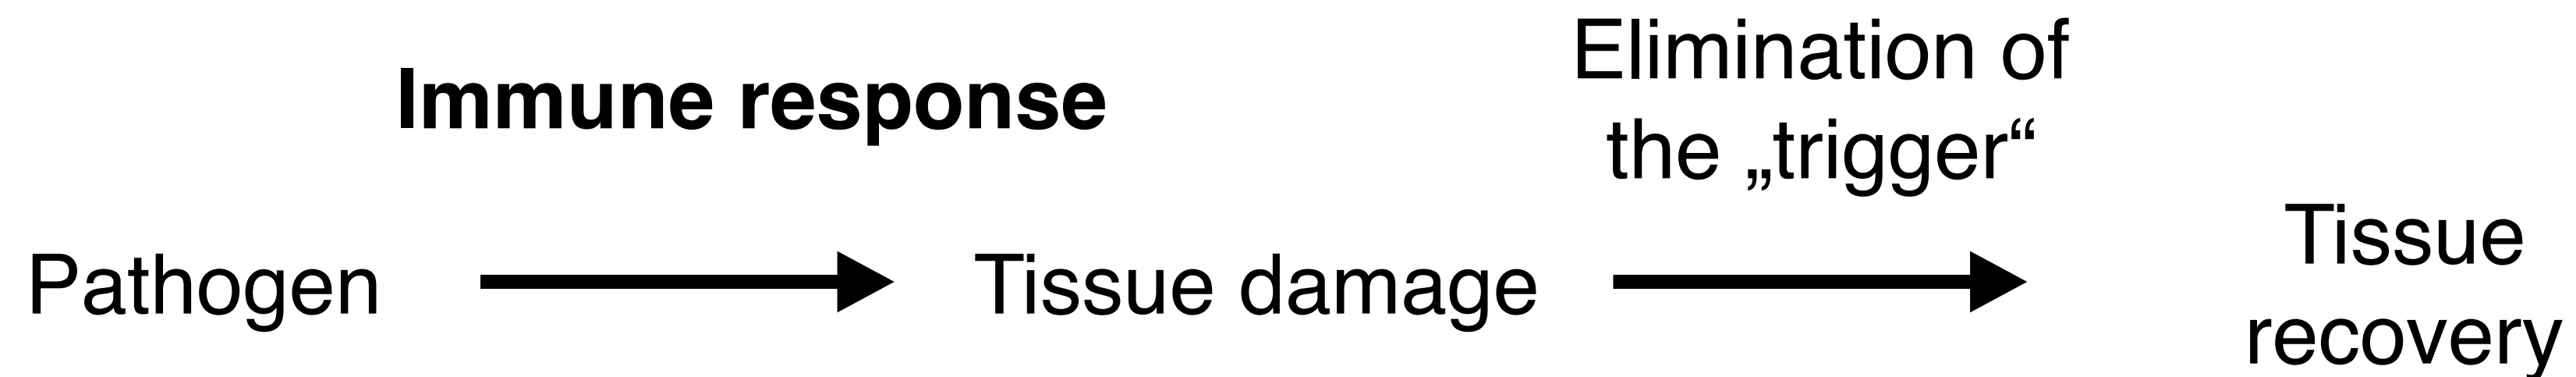 Immune response
Elimination of
the „trigger“
Pathogen
Tissue damage
Tissue
recovery